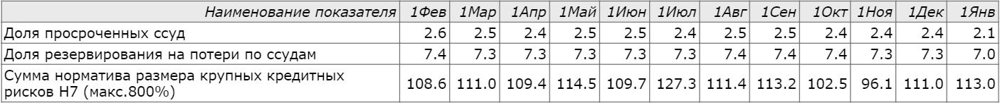 Наименование показателя 1Фев 1Мар 1Апр 1Май 1Июн 1Июл 1Авг 1Сен 1Окт 1Ноя 1Дек 1Янв
Доля просроченных ссуд 2.6 2.5 2.4 2.5 2.5 2.4 2.5 2.5 2.4 2.4 2.4 2.1
Доля резервирования на потери по ссудам 7.4 7.3 7.3 7.3 7.3 7.3 7.4 7.4 7.4 7.3 7.3 7.0
Сумма норматива размера крупных кредитных
рисков Н7 (макс.800%) 108.6 111.0 109.4 114.5 109.7 127.3 111.4 113.2 102.5 96.1 111.0 113.0